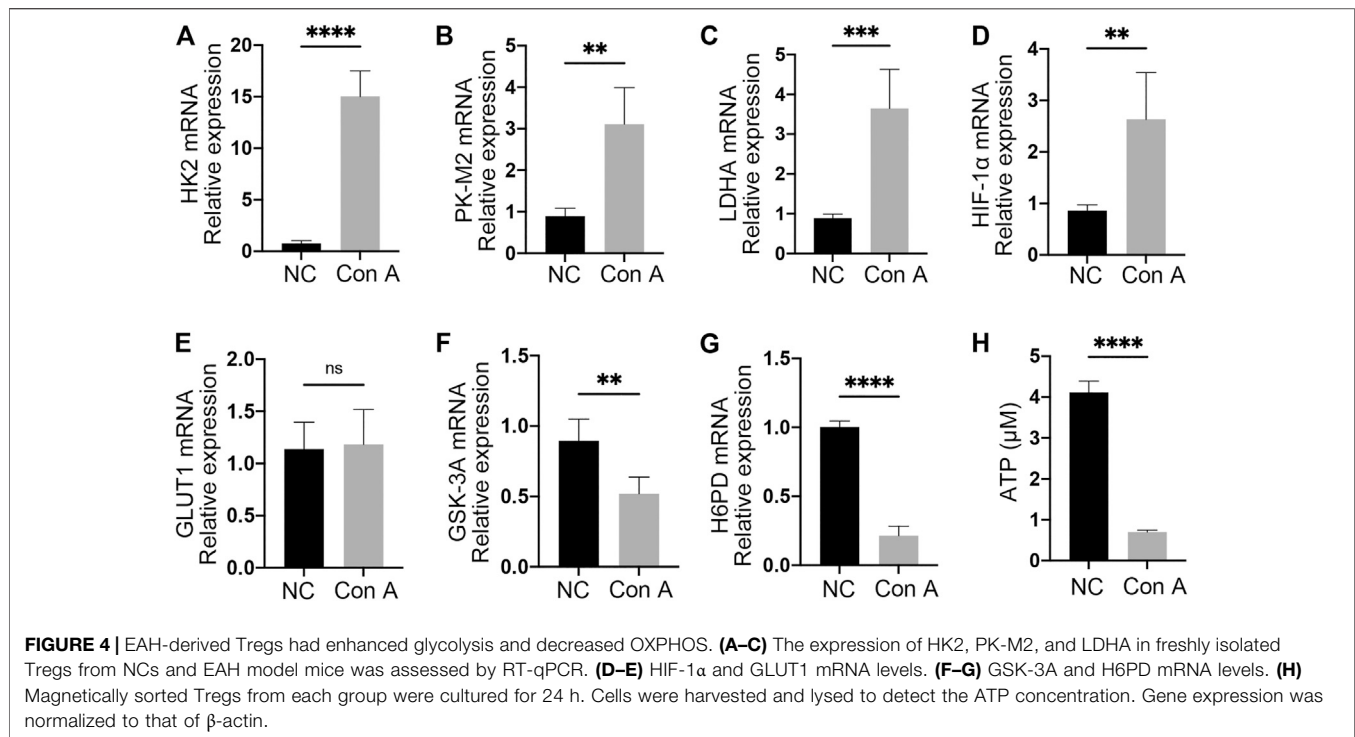 A
HK2 mRNA
Relative expression
20
15
10
5
0
****
NC Con A
B
PK-M2 mRNA
Relative expression
5
4
3
2
1
0
**
NC Con A
C
LDHA mRNA
Relative expression
5
4
3
2
1
0
***
NC Con A
D
HIF-1α mRNA
Relative expression
4
3
2
1
0
**
NC Con A
E
GLUT1 mRNA
Relative expression
2.0
1.5
1.0
0.5
0.0
ns
NC Con A
F
GSK-3A mRNA
Relative expression
1.5
1.0
0.5
0.0
**
NC Con A
G
H6PD mRNA
Relative expression
1.5
1.0
0.5
0.0
****
NC Con A
H
ATP (μM)
5
4
3
2
1
0
****
NC Con A
FIGURE 4 | EAH-derived Tregs had enhanced glycolysis and decreased OXPHOS. (A–C) The expression of HK2, PK-M2, and LDHA in freshly isolated
Tregs from NCs and EAH model mice was assessed by RT-qPCR. (D–E) HIF-1α and GLUT1 mRNA levels. (F–G) GSK-3A and H6PD mRNA levels. (H)
Magnetically sorted Tregs from each group were cultured for 24 h. Cells were harvested and lysed to detect the ATP concentration. Gene expression was
normalized to that of β-actin.